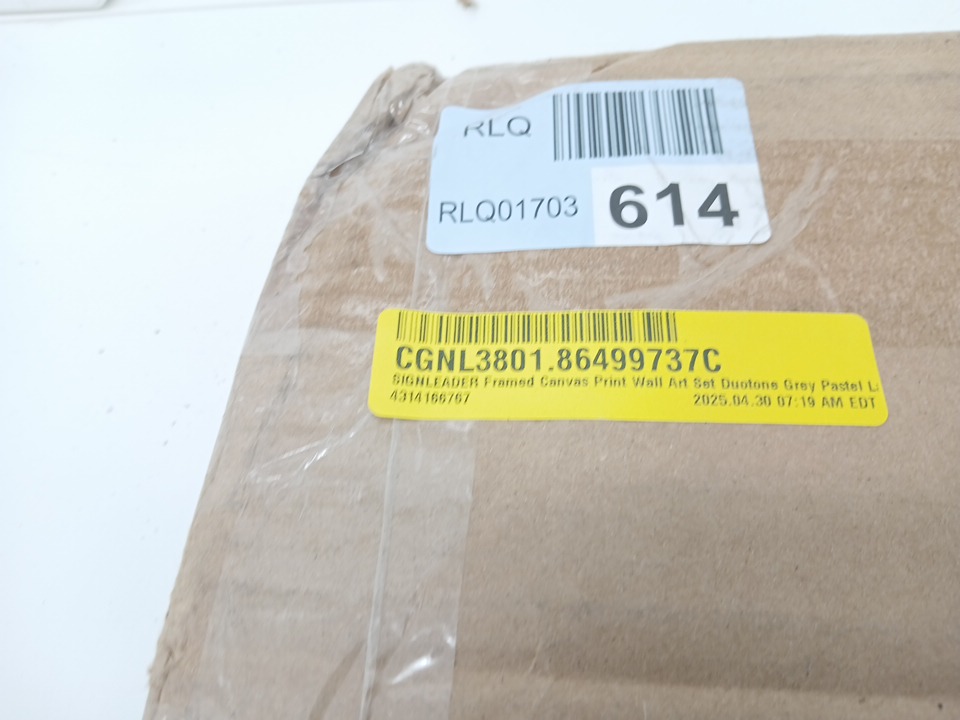 RLQ
RLQ01703
614
CGNL3801.86499737C
SIGNLEADER Framed Canvas Print Wall Art Set Duotone Grey Pastel L
4314166767
2025.04.30 07:19 AM EDT